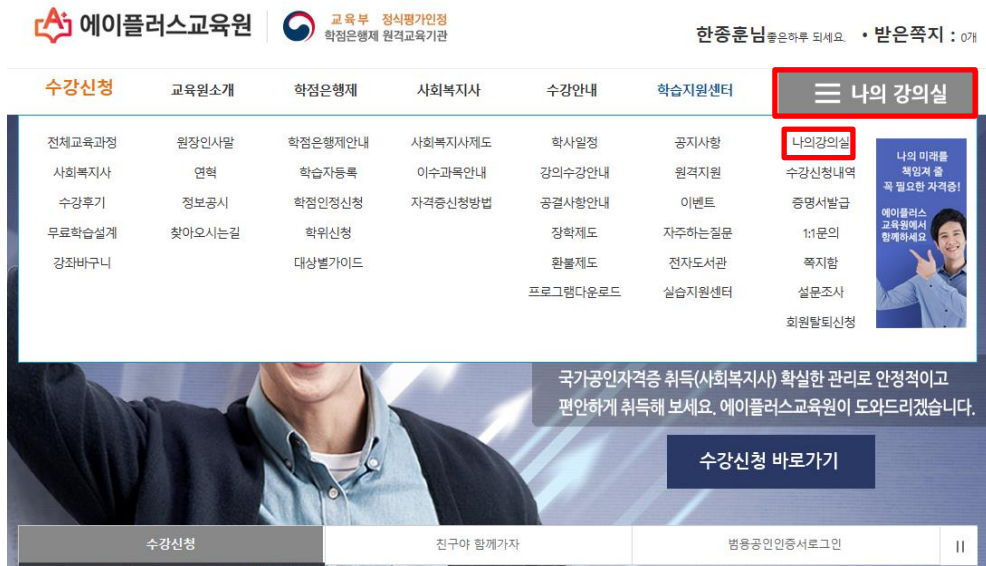 에이플러스교육원
교육부 정식평가인정
학점은행제 원격교육기관
한종훈님좋은하루 되세요. • 받은쪽지 : 0개
수강신청 교육원소개 학점은행제 사회복지사 수강안내 학습지원센터 나의 강의실
전체교육과정 원장인사말 학점은행제안내 사회복지사제도 학사일정 공지사항 나의강의실
사회복지사 연혁 학습자등록 이수과목안내 강의수강안내 원격지원 수강신청내역
수강후기 정보공시 학점인정신청 자격증신청방법 공결사항안내 이벤트 증명서발급
무료학습설계 찾아오시는길 학위신청 장학제도 자주하는질문 1:1문의
강좌바구니 대상별가이드 환불제도 전자도서관 쪽지함
프로그램다운로드 실습지원센터 설문조사
회원탈퇴신청
나의 미래를
책임져 줄
꼭 필요한 자격증!
에이플러스
교육원에서
함께하세요
국가공인자격증 취득(사회복지사) 확실한 관리로 안정적이고
편안하게 취득해 보세요. 에이플러스교육원이 도와드리겠습니다.
수강신청 바로가기
수강신청 친구야 함께가자 범용공인인증서로그인